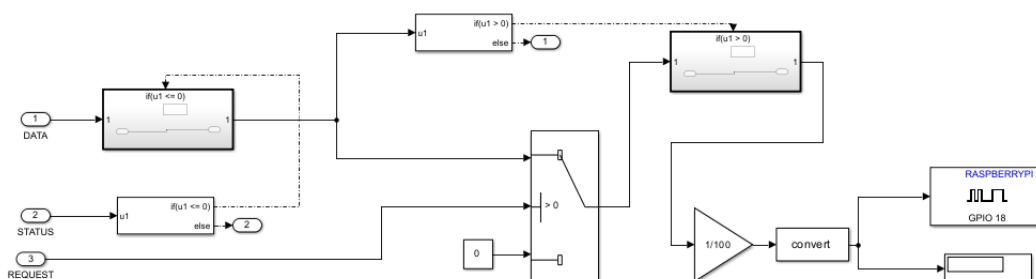 if(u1 > 0)
u1
else
1
if(u1 > 0)
1
1
if(u1 <= 0)
1
1
1
DATA
2
STATUS
u1
if(u1 <= 0)
else
2
3
REQUEST
> 0
0
1/100
convert
RASPBERRYPI
GPIO 18